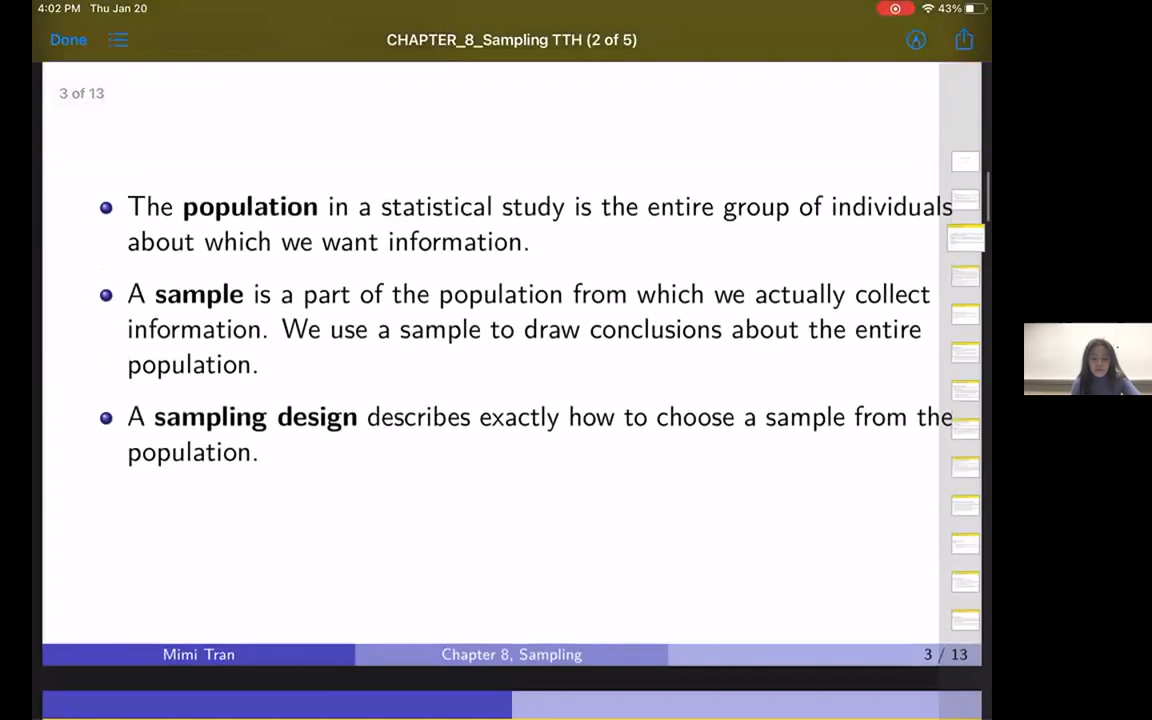 4:02 PM Thu Jan 20
43%
Done
CHAPTER_8_Sampling TTH (2 of 5)
3 of 13
The population in a statistical study is the entire group of individuals
about which we want information.
A sample is a part of the population from which we actually collect
information. We use a sample to draw conclusions about the entire
population.
A sampling design describes exactly how to choose a sample from the
population.
Mimi Tran
Chapter 8, Sampling
3 / 13